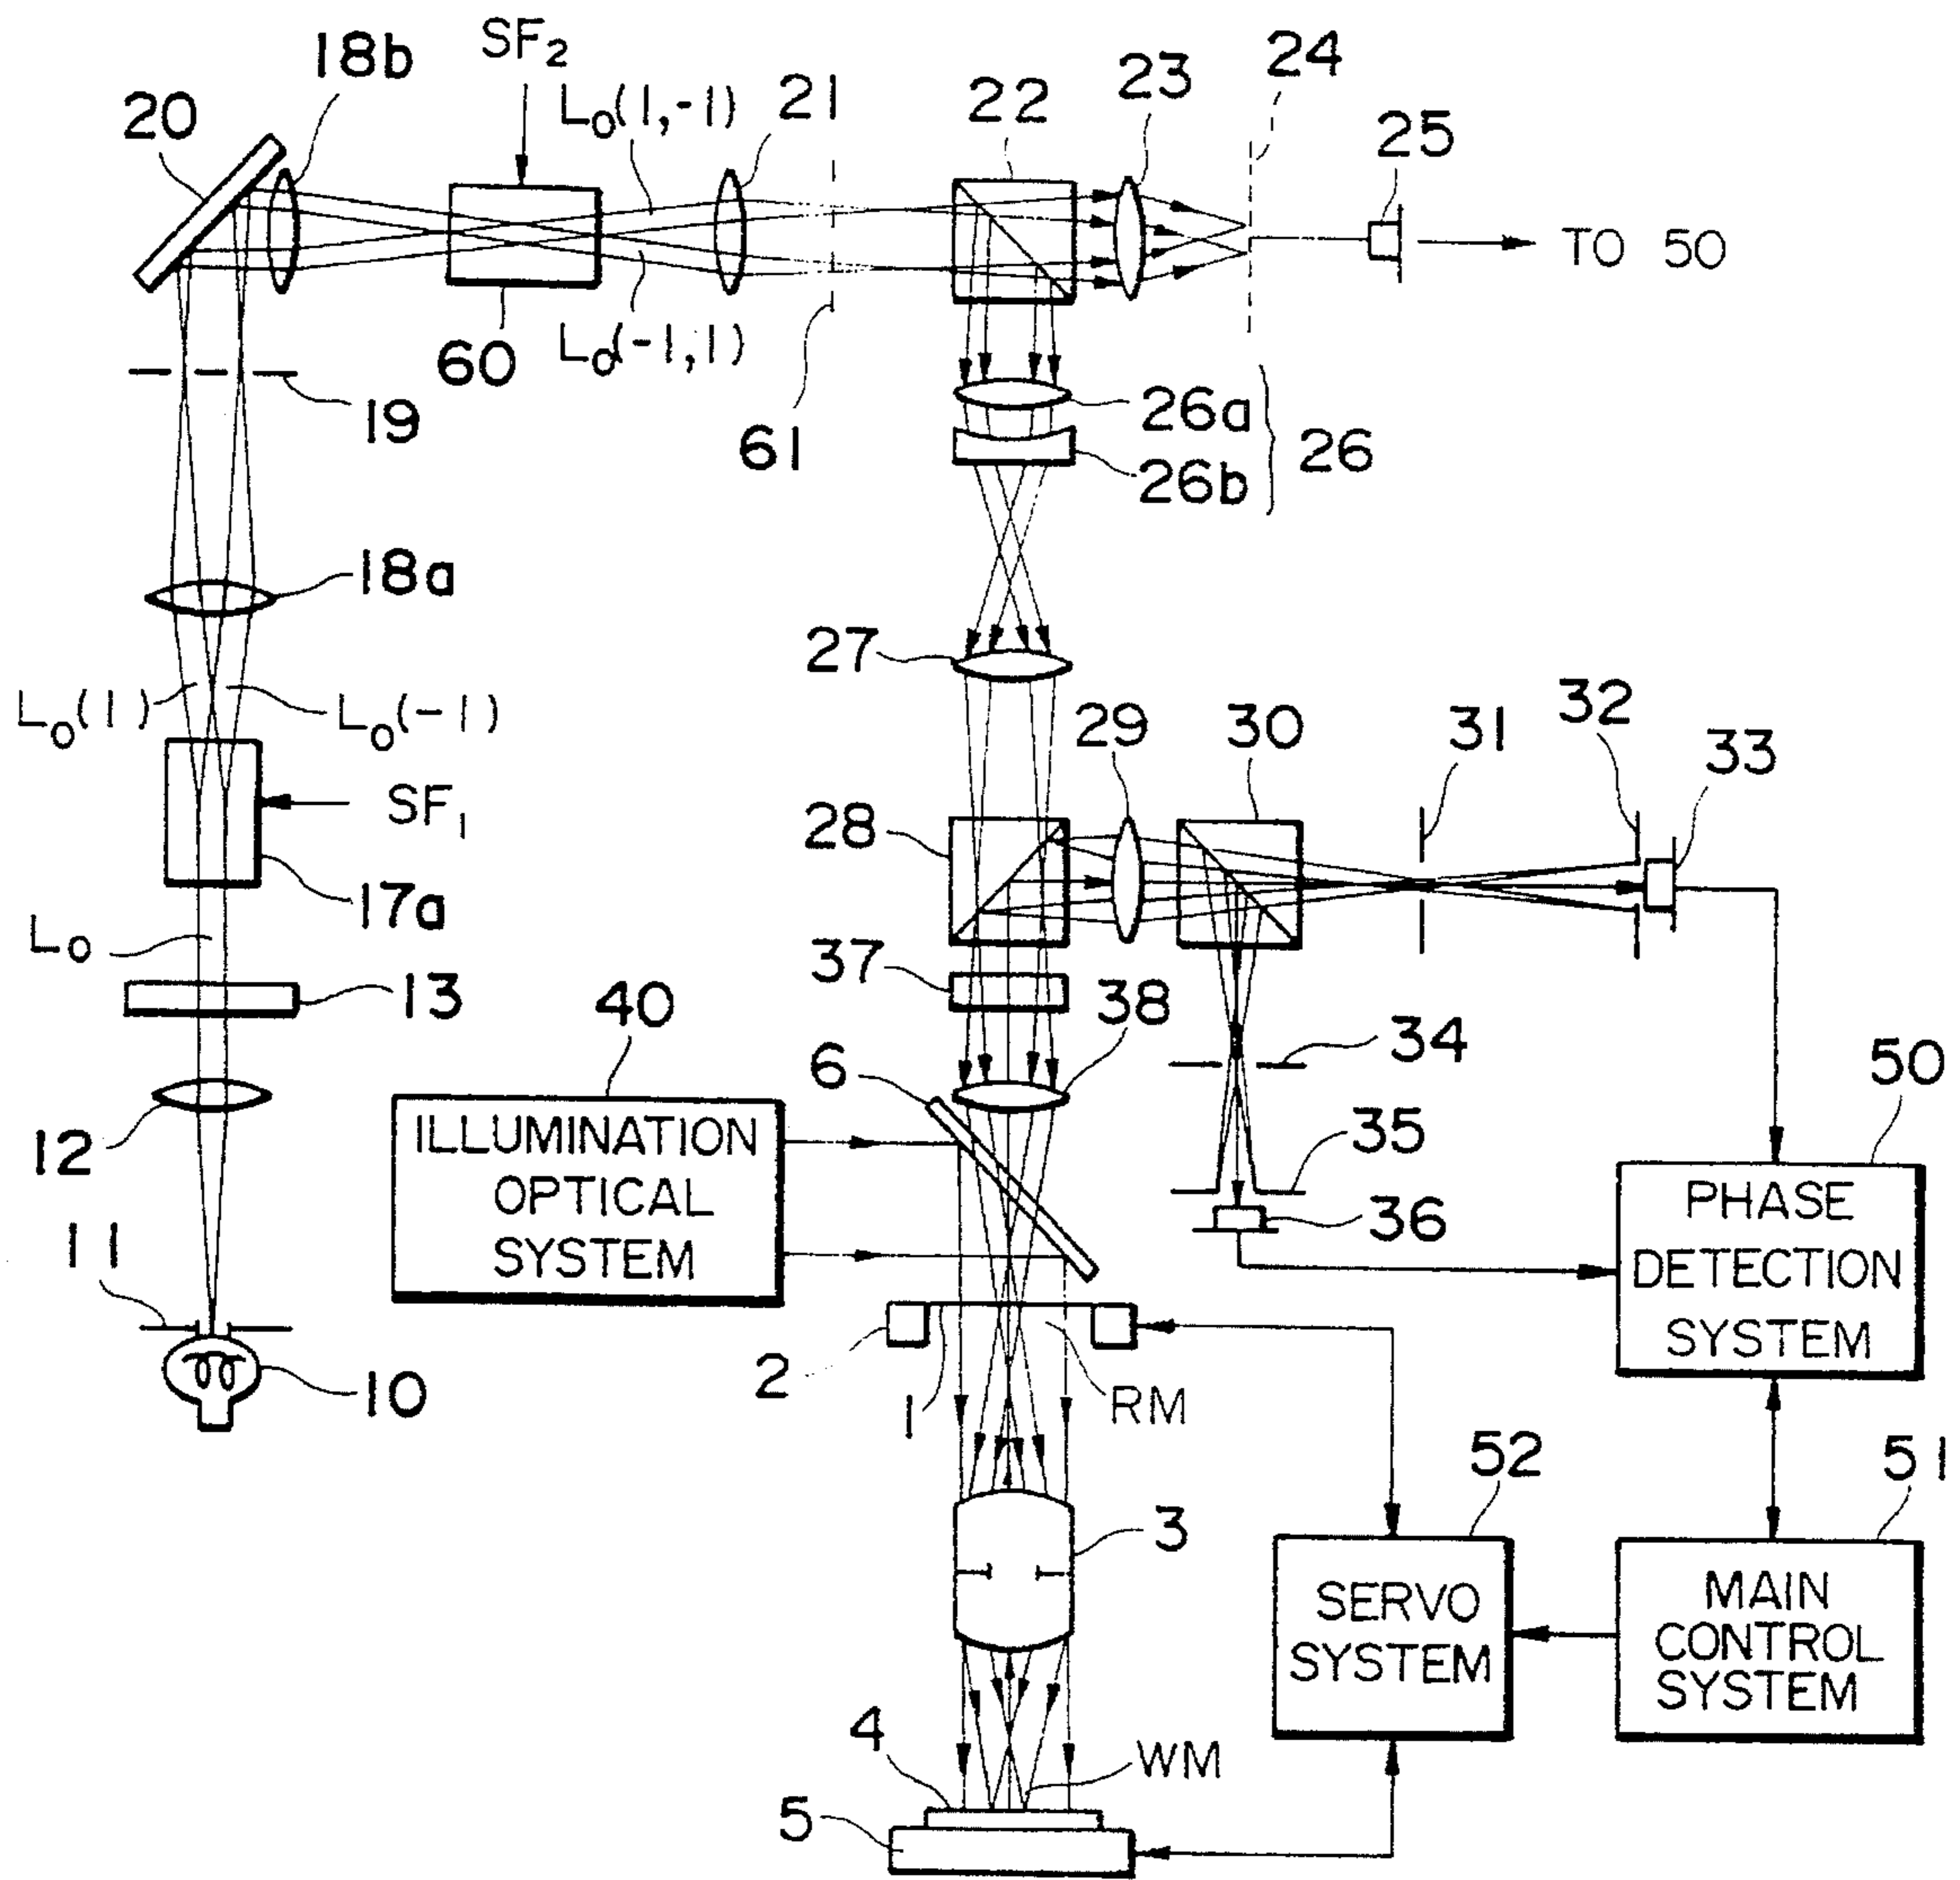 SF2
18b
L0(1,-1)
21
22
23
24
20
25
TO 50
60
L0(-1,1)
19
61
26a
26
26b
18a
27
L0(1)
L0(-1)
29
30
31
32
33
SF1
28
17a
L0
13
37
38
40
6
34
50
12
ILLUMINATION
OPTICAL
SYSTEM
35
PHASE
DETECTION
SYSTEM
36
11
2
1
RM
10
52
51
3
SERVO
SYSTEM
MAIN
CONTROL
SYSTEM
4
WM
5